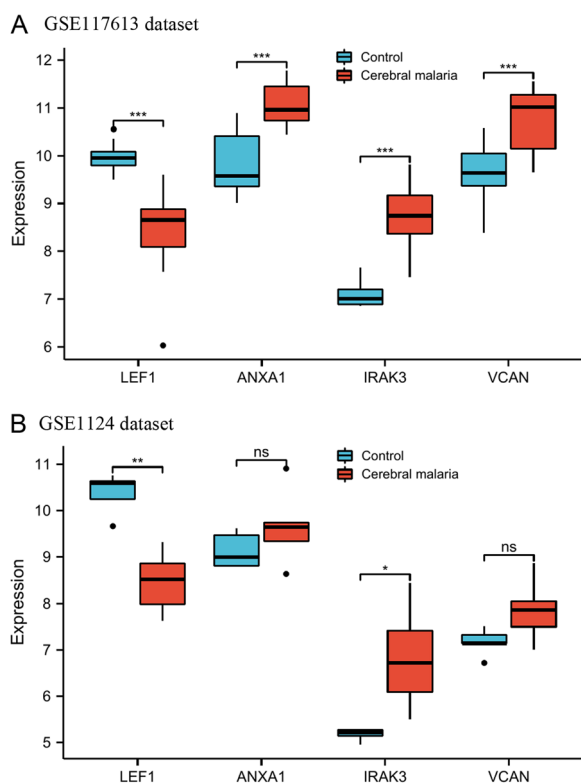 A GSE117613 dataset
Control
Cerebral malaria
12
11
10
9
8
7
6
Expression
***
***
***
***
LEF1 ANXA1 IRAK3 VCAN
B GSE1124 dataset
Control
Cerebral malaria
11
10
9
8
7
6
5
Expression
**
ns
*
ns
LEF1 ANXA1 IRAK3 VCAN